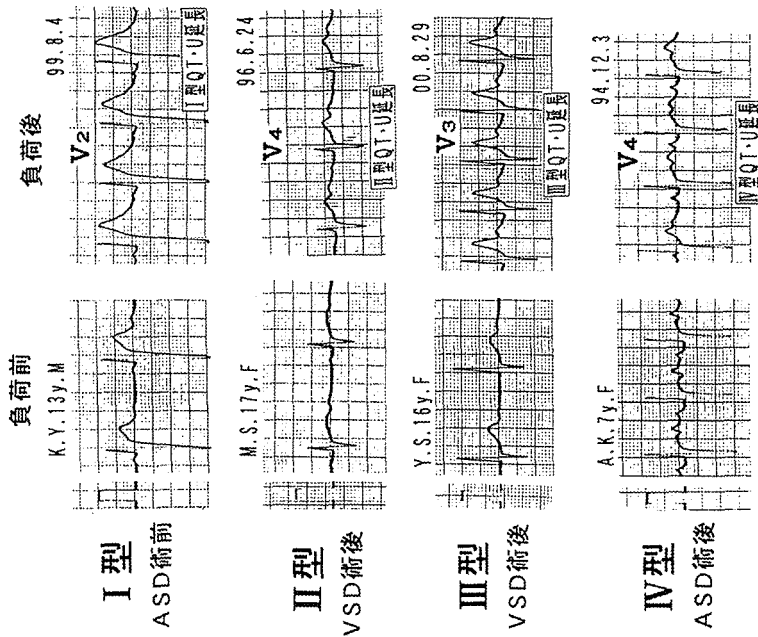 負荷前
負荷後
I型
ASD術前
K.Y.13y.M
V2
99.8.4
I型QT・U延長
II型
VSD術後
M.S.17y.F
V4
96.6.24
II型QT・U延長
III型
VSD術後
Y.S.16y.F
V3
00.8.29
III型QT・U延長
IV型
ASD術後
A.K.7y.F
V4
94.12.3
IV型QT・U延長